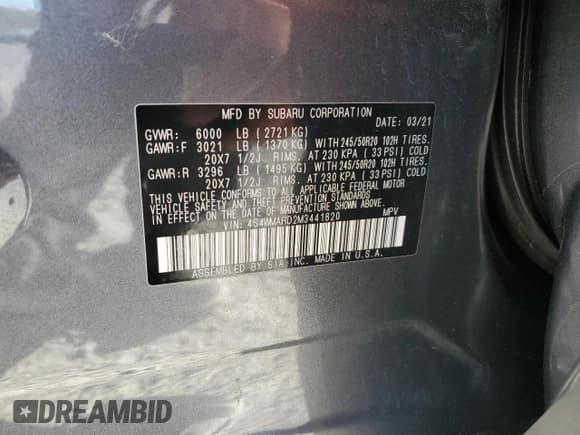 MFD BY SUBARU CORPORATION
DATE: 03/21
GVWR: 6000 LB ( 2721 KG)
GAWR:F 3021 LB ( 1370 KG) WITH 245/50R20 102H TIRES.
20X7 1/2J RIMS. AT 230 KPA ( 33 PSI) COLD
GAWR:R 3296 LB ( 1495 KG) WITH 245/50R20 102H TIRES.
20X7 1/2J RIMS. AT 230 KPA ( 33 PSI) COLD
THIS VEHICLE CONFORMS TO ALL APPLICABLE FEDERAL MOTOR
VEHICLE SAFETY AND THEFT PREVENTION STANDARDS IN
EFFECT ON THE DATE OF MANUFACTURE SHOWN ABOVE.
VIN: 4S4WMARD2M3441820 MPV
ASSEMBLED BY SIA, INC. MADE IN U.S.A.
DREAMBID